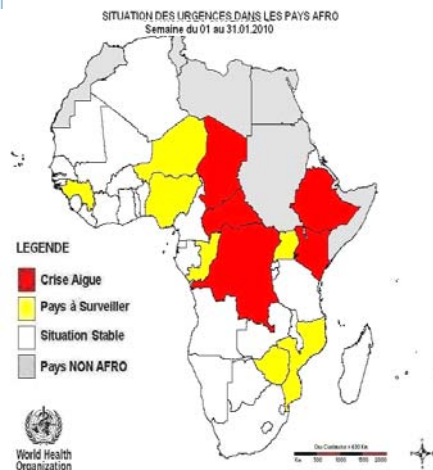 SITUATION DES URGENCES DANS LES PAYS AFRO
Semaine du 01 au 31.01.2010
LEGENDE
Crise Aigue
Pays à Surveiller
Situation Stable
Pays NON AFRO
World Health
Organization